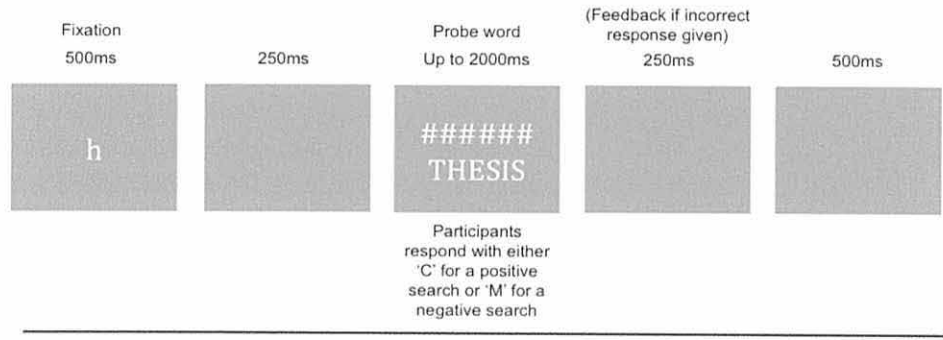 Fixation
500ms
250ms
Probe word
Up to 2000ms
(Feedback if incorrect
response given)
250ms
500ms
h
######
THESIS
Participants
respond with either
'C' for a positive
search or 'M' for a
negative search